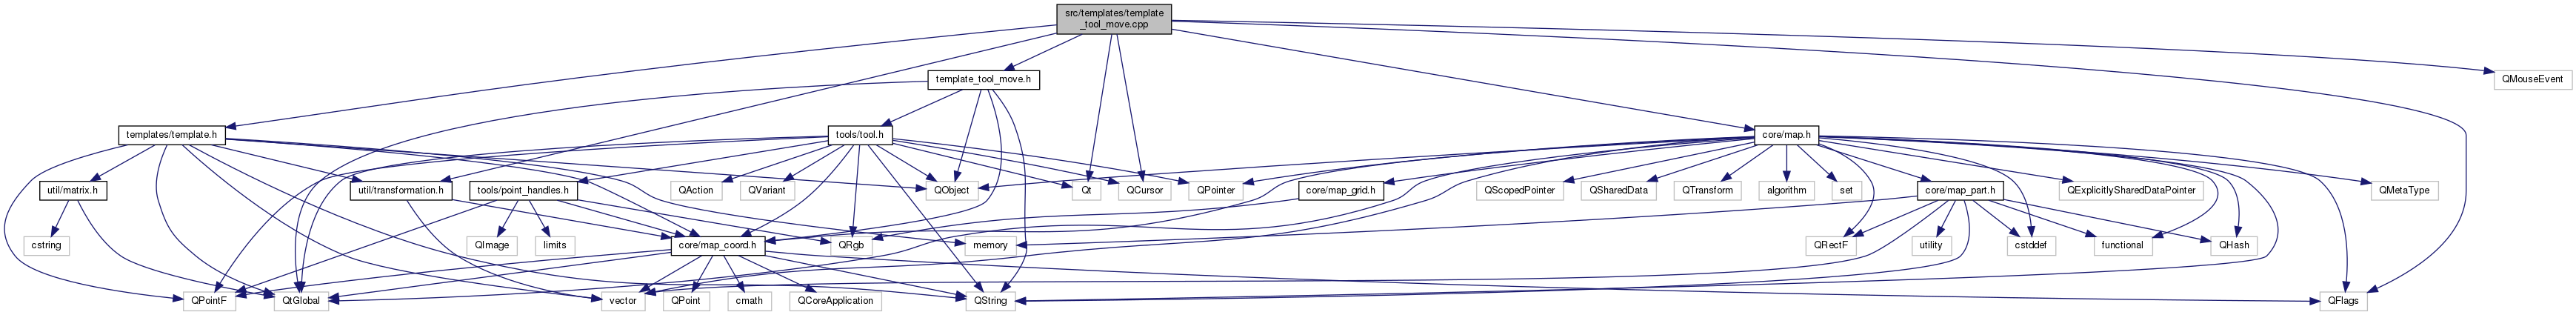 src/templates/template
_tool_move.cpp
template_tool_move.h
QMouseEvent
templates/template.h
tools/tool.h
core/map.h
util/matrix.h
util/transformation.h
tools/point_handles.h
QAction
QVariant
QObject
Qt
QCursor
QPointer
core/map_grid.h
QScopedPointer
QSharedData
QTransform
algorithm
set
core/map_part.h
QExplicitlySharedDataPointer
QMetaType
cstring
QImage
limits
core/map_coord.h
QRgb
memory
QRectF
utility
cstddef
functional
QHash
QPointF
QtGlobal
vector
QPoint
cmath
QCoreApplication
QString
QFlags